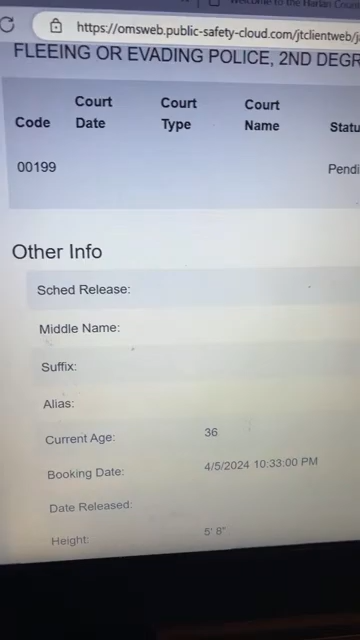 Welcome to the Harlan Count
https://omsweb.public-safety-cloud.com/jtclientweb/j
FLEEING OR EVADING POLICE, 2ND DEGR
Code Court Date Court Type Court Name Statu
00199 Pendi
Other Info
Sched Release:
Middle Name:
Suffix:
Alias:
Current Age: 36
Booking Date: 4/5/2024 10:33:00 PM
Date Released:
Height: 5' 8"